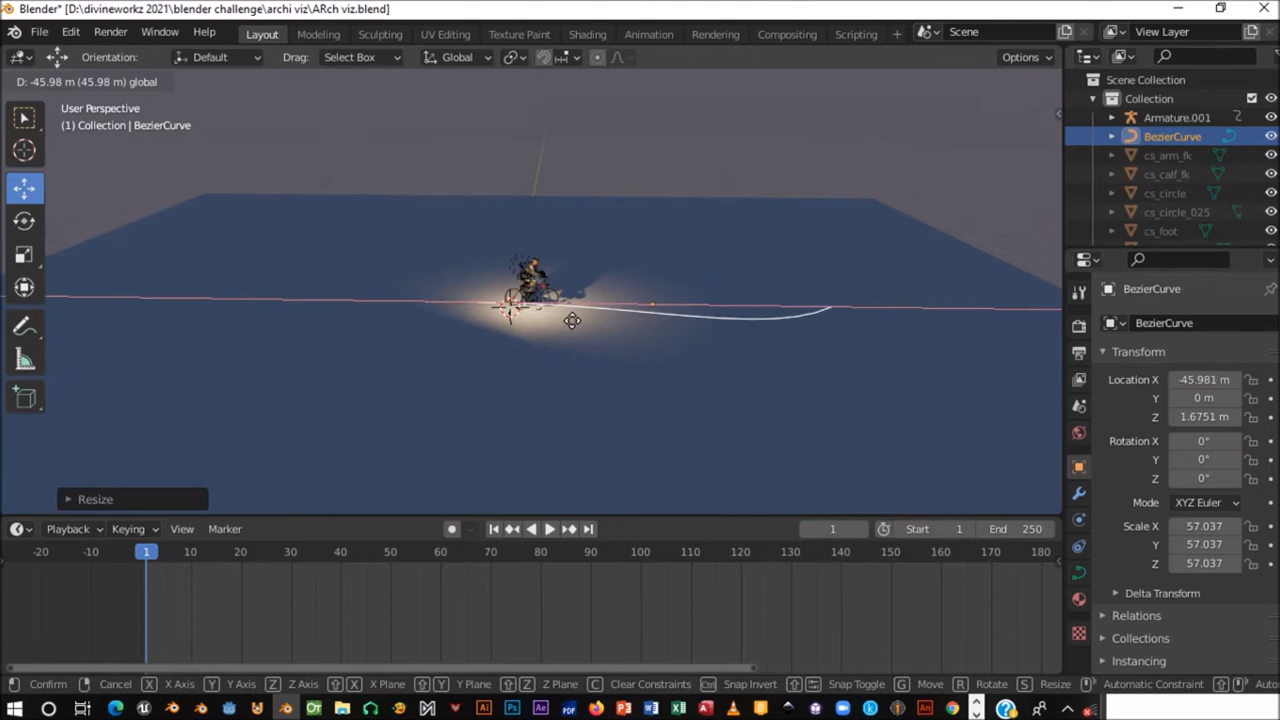 Blender* [D:\divineworkz 2021\blender challenge\archi viz\ARch viz.blend]
File Edit Render Window Help Layout Modeling Sculpting UV Editing Texture Paint Shading Animation Rendering Compositing Scripting + Scene View Layer
Orientation: Default Drag: Select Box Global Options
D: -45.98 m (45.98 m) global
User Perspective
(1) Collection | BezierCurve
Resize
Scene Collection
Collection
Armature.001
BezierCurve
cs_arm_fk
cs_calf_fk
cs_circle
cs_circle_025
cs_foot
BezierCurve
BezierCurve
Transform
Location X -45.981 m
Y 0 m
Z 1.6751 m
Rotation X 0°
Y 0°
Z 0°
Mode XYZ Euler
Scale X 57.037
Y 57.037
Z 57.037
Delta Transform
Relations
Collections
Instancing
Playback Keying View Marker 1 Start 1 End 250
-20 -10 1 10 20 30 40 50 60 70 80 90 100 110 120 130 140 150 160 170 180
Confirm Cancel X X Axis Y Y Axis Z Z Axis X X Plane Y Y Plane Z Z Plane C Clear Constraints Ctrl Snap Invert Snap Toggle G Move R Rotate S Resize Automatic Constraint Auto